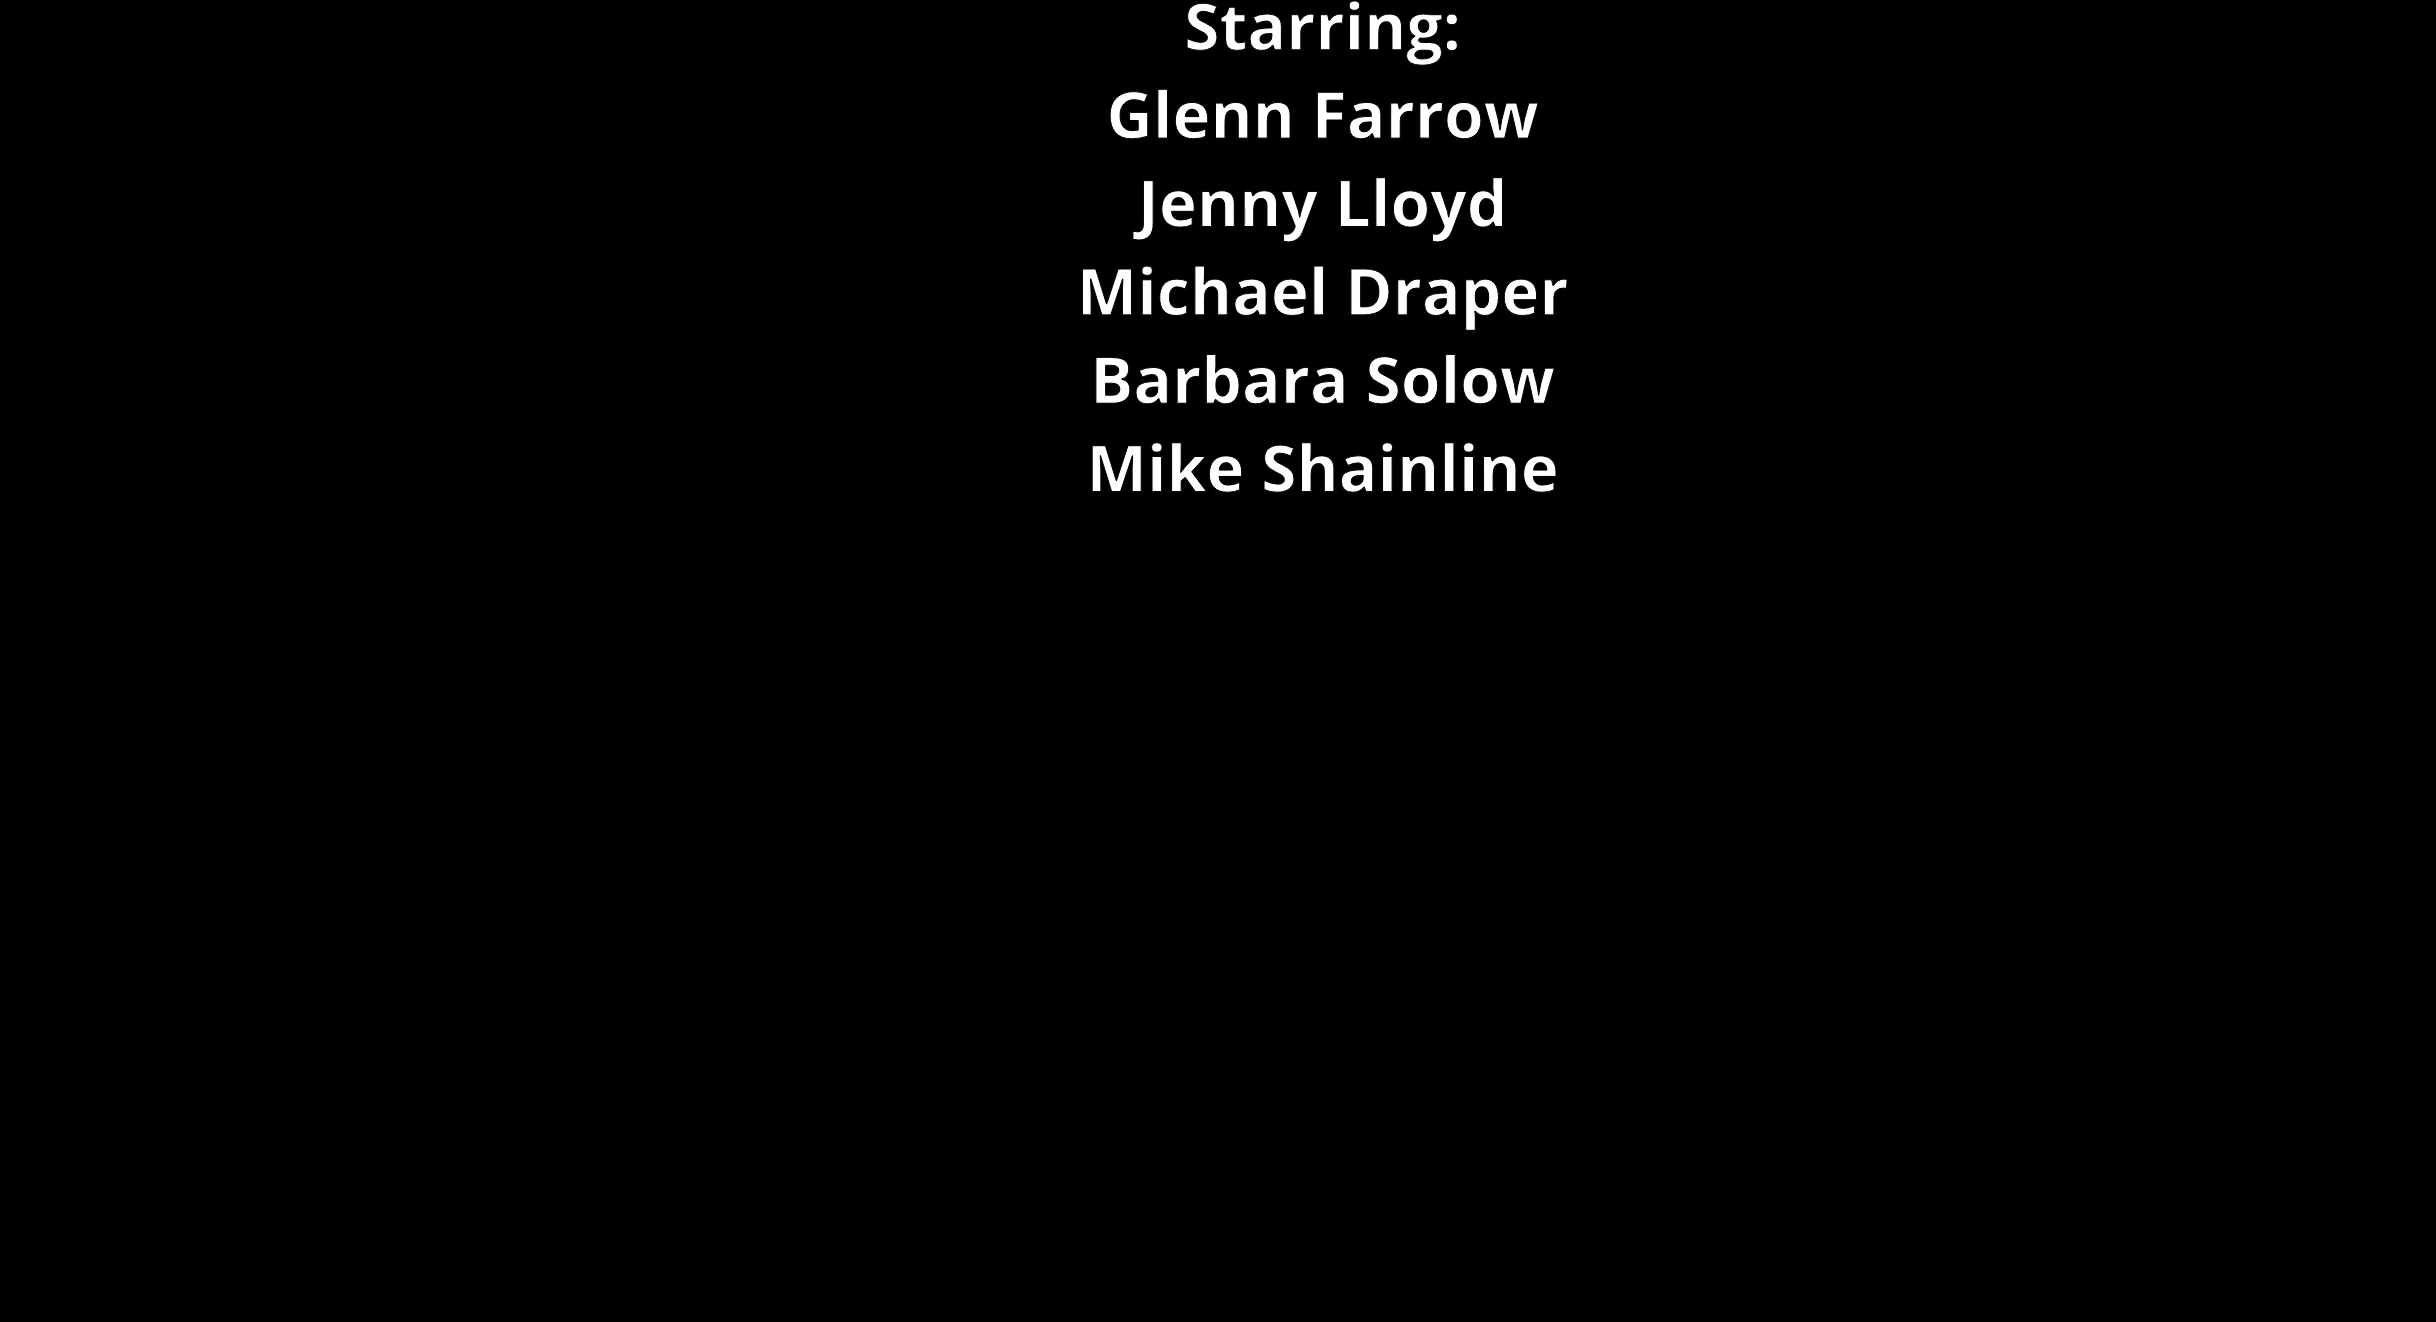 Starring:
Glenn Farrow
Jenny Lloyd
Michael Draper
Barbara Solow
Mike Shainline